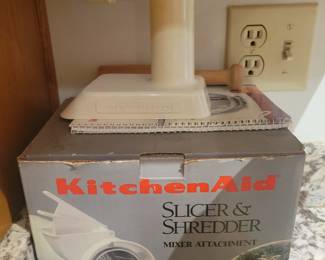 KitchenAid
SLICER &
SHREDDER
MIXER ATTACHMENT